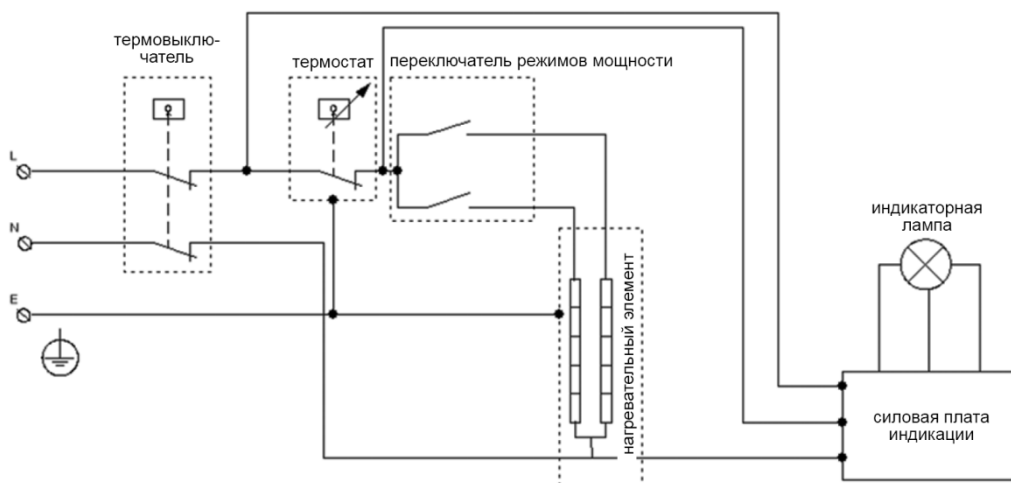 термовыклю-
чатель
термостат
переключатель режимов мощности
L
N
E
индикаторная
лампа
нагревательный элемент
силовая плата
индикации